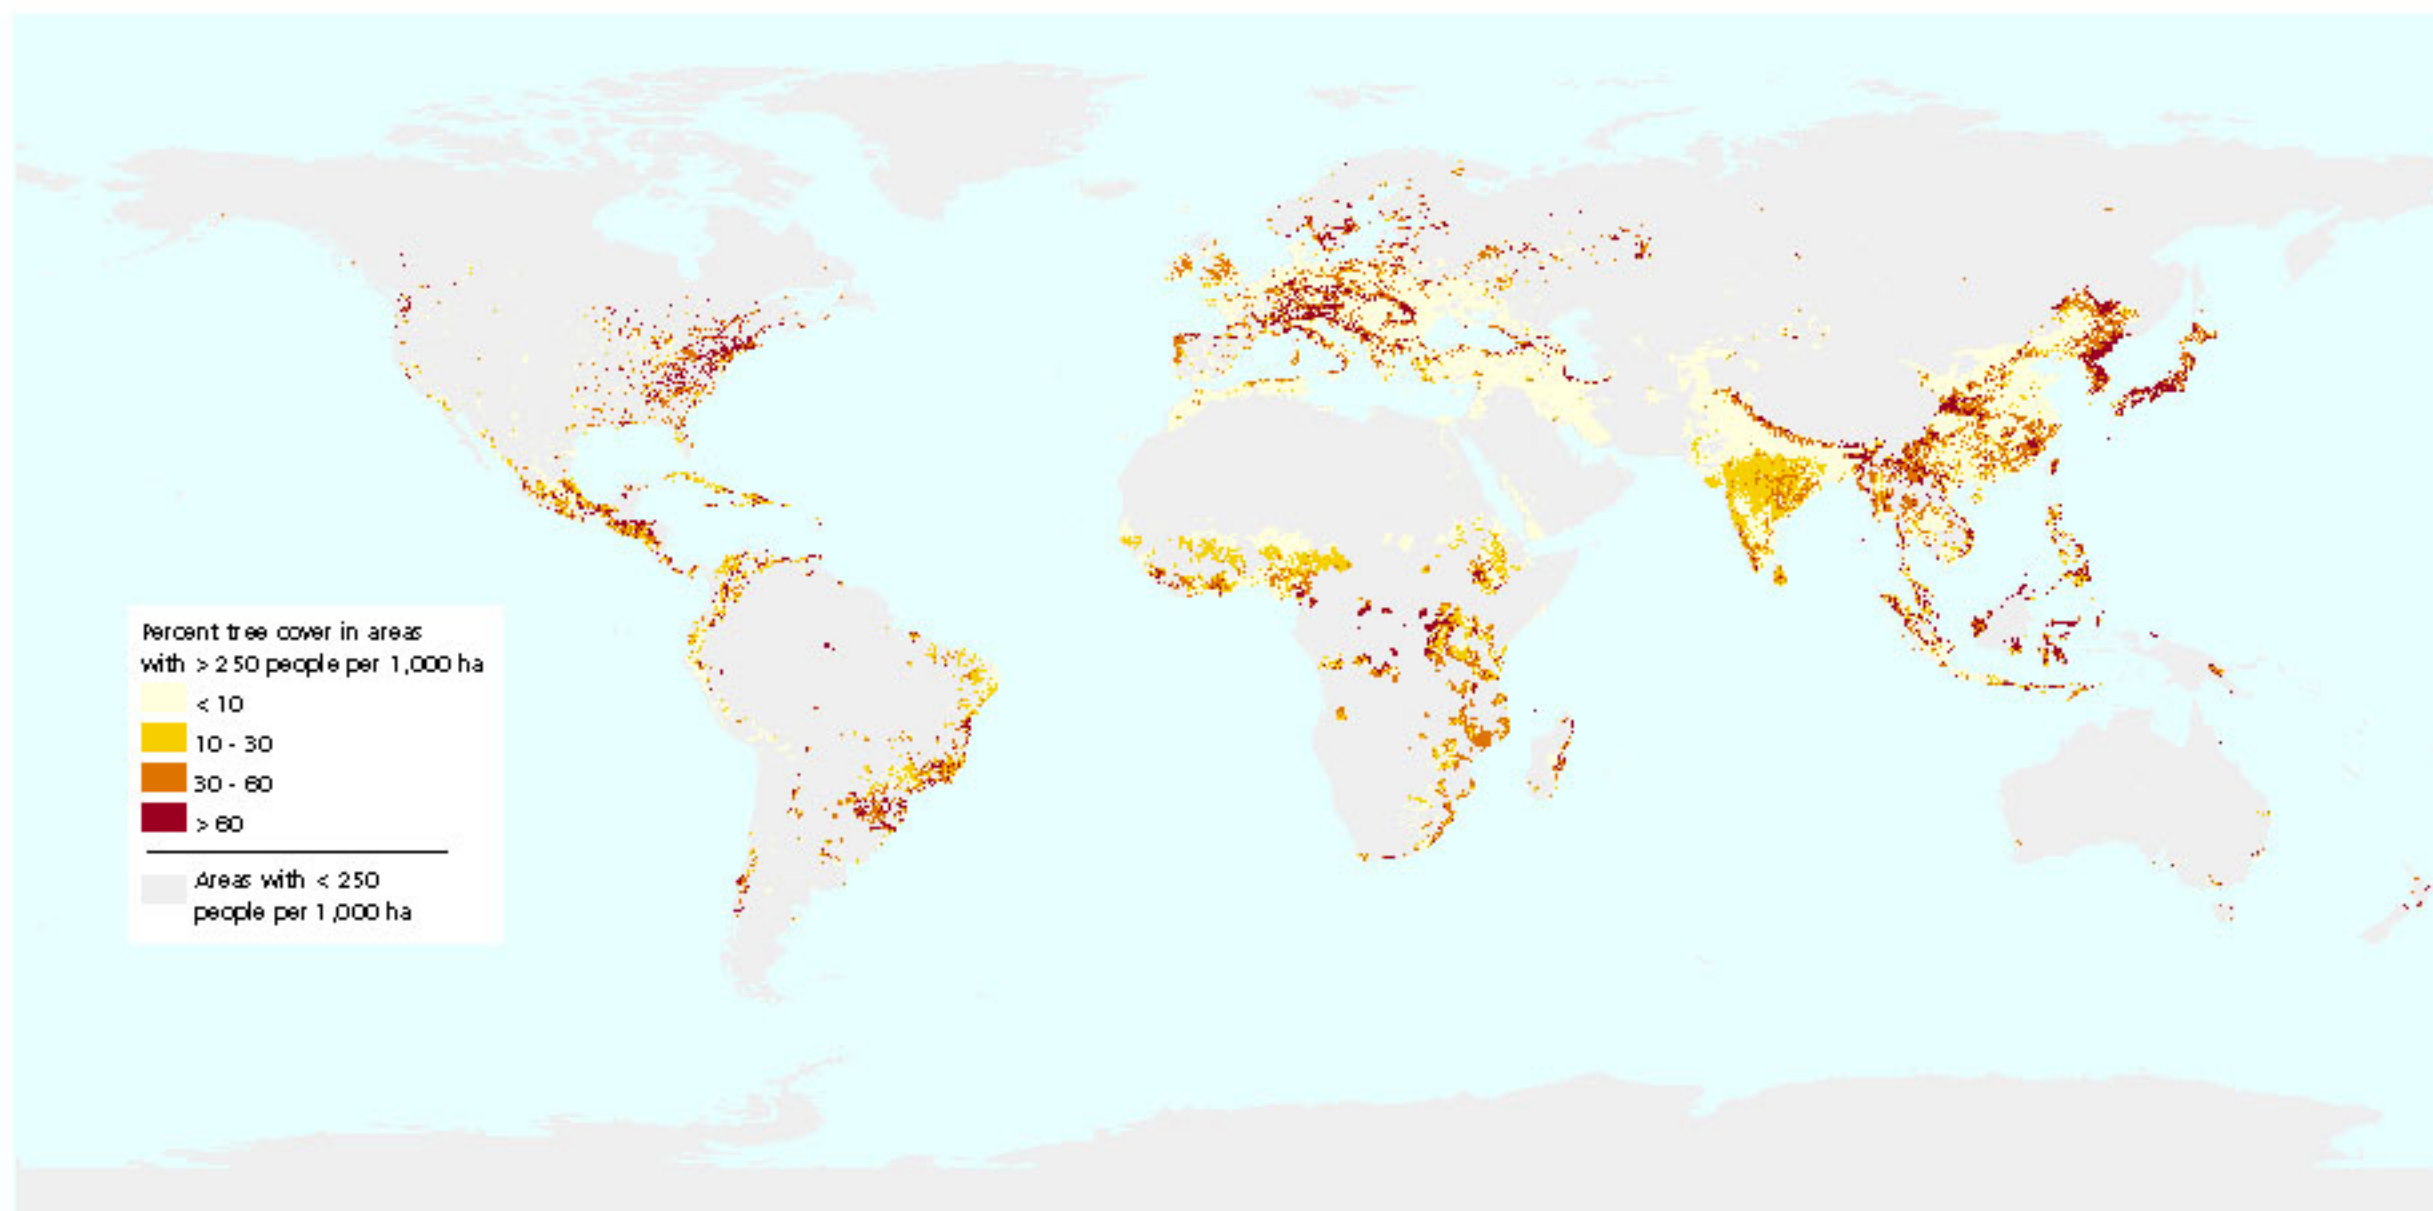 Percent tree cover in areas
with > 250 people per 1,000 ha
< 10
10 - 30
30 - 60
> 60
Areas with < 250
people per 1,000 ha